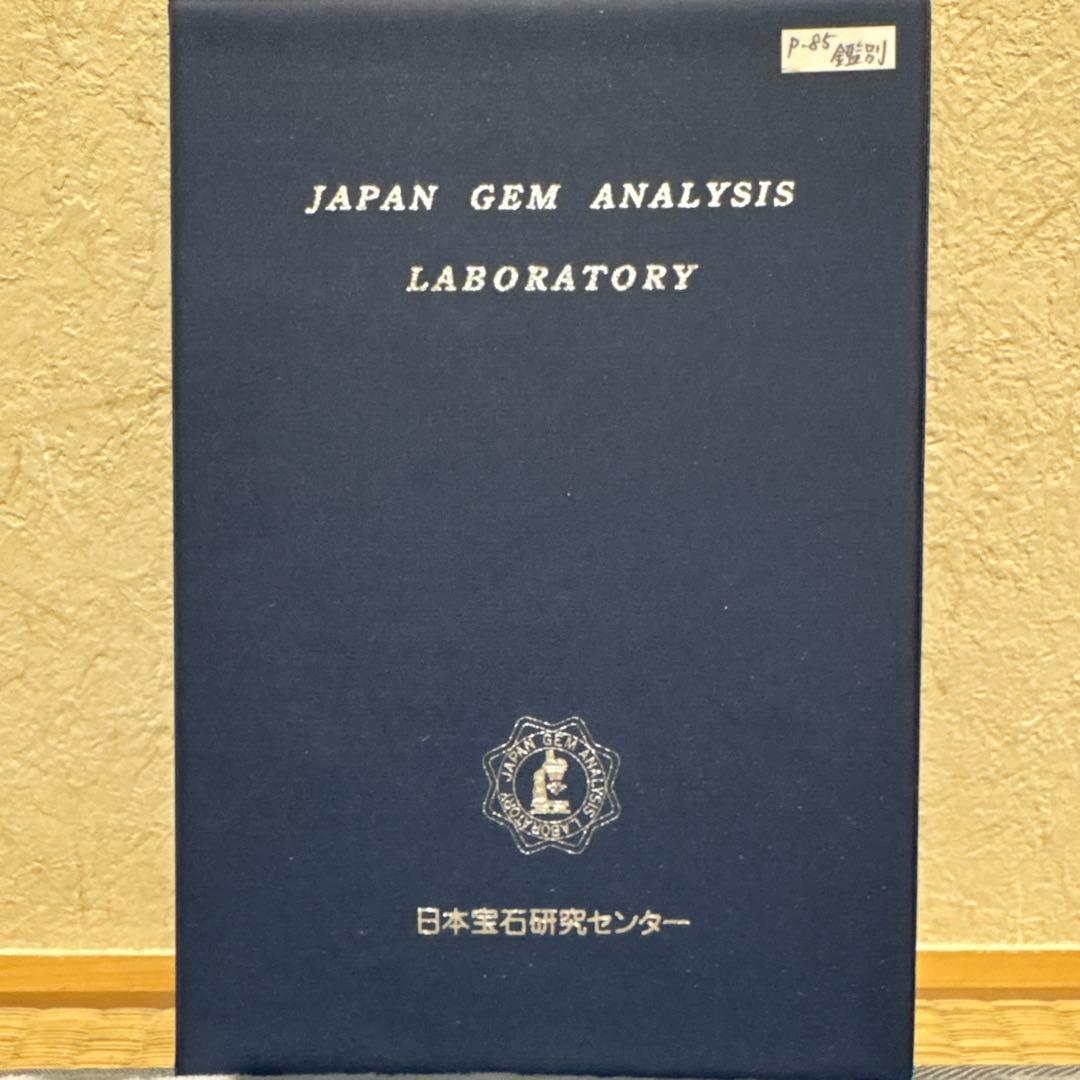 P-85 鑑別
JAPAN GEM ANALYSIS
LABORATORY
JAPAN GEM ANALYSIS LABORATORY
日本宝石研究センター